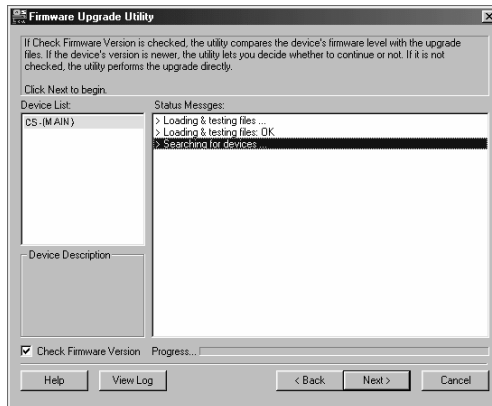 Firmware Upgrade Utility
If Check Firmware Version is checked, the utility compares the device's firmware level with the upgrade
files. If the device's version is newer, the utility lets you decide whether to continue or not. If it is not
checked, the utility performs the upgrade directly.
Click Next to begin.
Device List:
Status Messges:
CS-(MAIN)
> Loading & testing files ...
> Loading & testing files: OK
> Searching for devices ...
Device Description
Check Firmware Version
Progress...
Help
View Log
< Back
Next >
Cancel